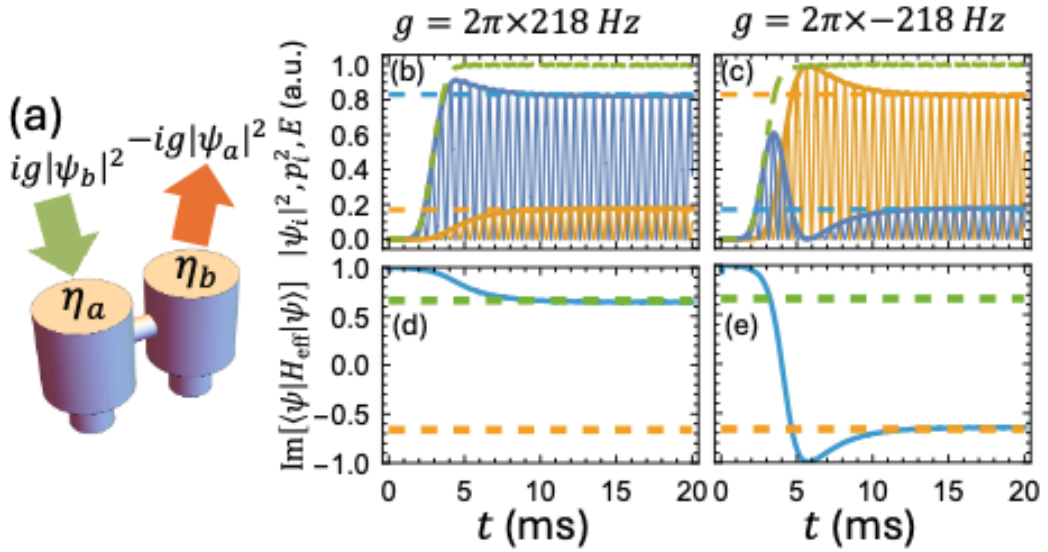 g = 2π×218 Hz
g = 2π×−218 Hz
(a)
ig|ψ_b|²
−ig|ψ_a|²
η_a
η_b
|ψ_i|², p_i², E (a.u.)
(b)
1.0
0.8
0.6
0.4
0.2
0.0
(c)
Im[⟨ψ|H_eff|ψ⟩]
(d)
1.0
0.5
0.0
−0.5
−1.0
(e)
0 5 10 15 20
0 5 10 15 20
t (ms)
t (ms)